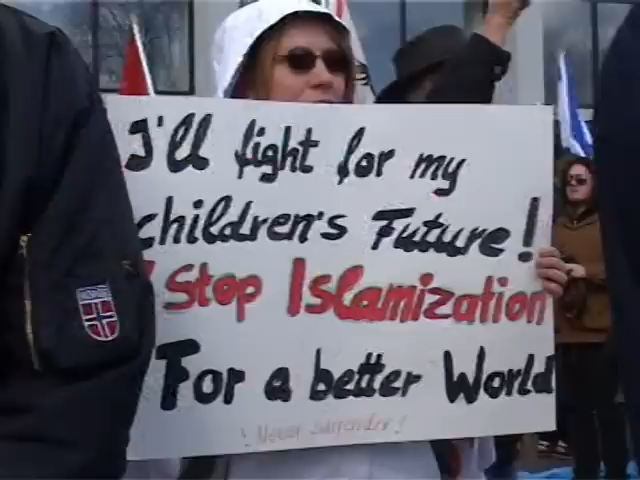 I'll fight for my
children's Future!
! Stop Islamization
For a better World
! Never surrender!